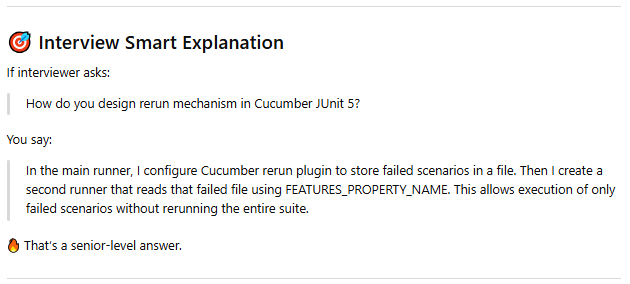 🎯 Interview Smart Explanation
If interviewer asks:
How do you design rerun mechanism in Cucumber JUnit 5?
You say:
In the main runner, I configure Cucumber rerun plugin to store failed scenarios in a file. Then I create a
second runner that reads that failed file using FEATURES_PROPERTY_NAME. This allows execution of only
failed scenarios without rerunning the entire suite.
🔥 That's a senior-level answer.